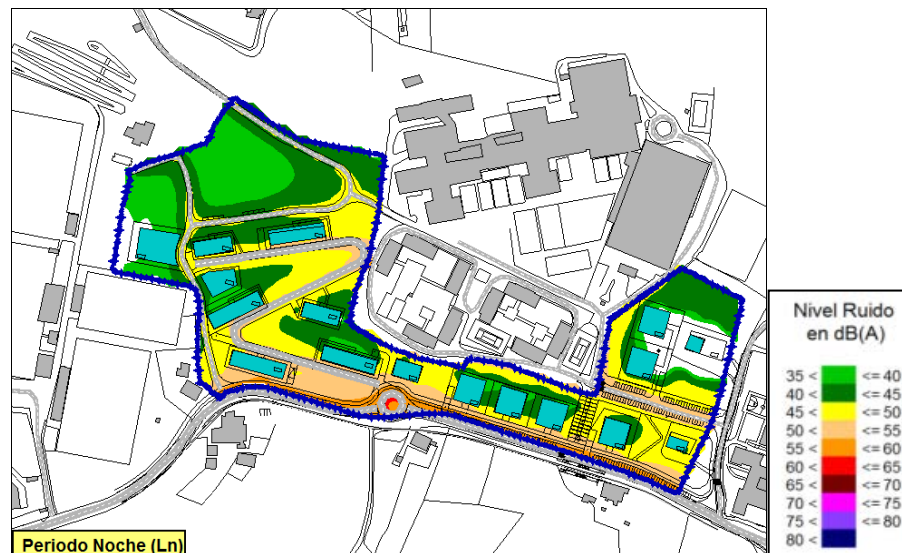 Periodo Noche (Ln)
Nivel Ruido
en dB(A)
35 < <= 40
40 < <= 45
45 < <= 50
50 < <= 55
55 < <= 60
60 < <= 65
65 < <= 70
70 < <= 75
75 < <= 80
80 <